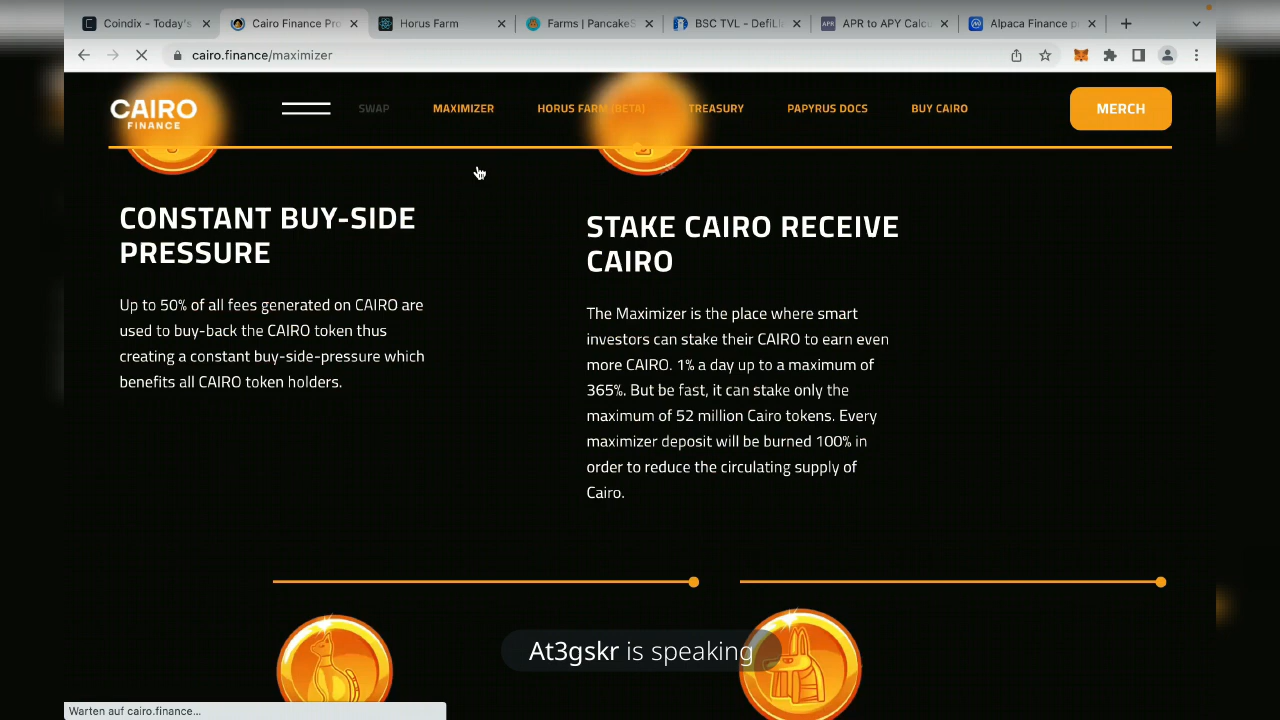 Coindix - Today's
Cairo Finance Pro
Horus Farm
Farms | PancakeS
BSC TVL - DefiLl
APR to APY Calcu
Alpaca Finance p
cairo.finance/maximizer
CAIRO
FINANCE
SWAP
MAXIMIZER
HORUS FARM (BETA)
TREASURY
PAPYRUS DOCS
BUY CAIRO
MERCH
CONSTANT BUY-SIDE
PRESSURE
Up to 50% of all fees generated on CAIRO are
used to buy-back the CAIRO token thus
creating a constant buy-side-pressure which
benefits all CAIRO token holders.
STAKE CAIRO RECEIVE
CAIRO
The Maximizer is the place where smart
investors can stake their CAIRO to earn even
more CAIRO. 1% a day up to a maximum of
365%. But be fast, it can stake only the
maximum of 52 million Cairo tokens. Every
maximizer deposit will be burned 100% in
order to reduce the circulating supply of
Cairo.
At3gskr is speaking
Warten auf cairo.finance...